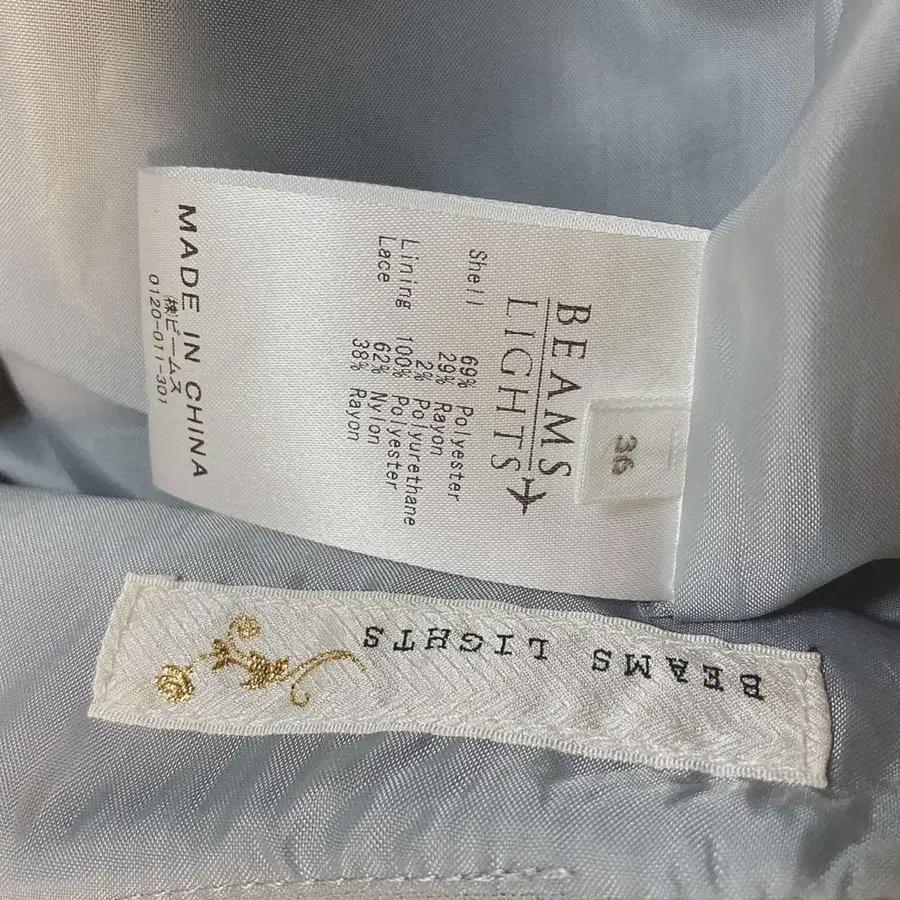 36
BEAMS
LIGHTS
Shell 69% Polyester
29% Rayon
2% Polyurethane
Lining 100% Polyester
Lace 62% Nylon
38% Rayon
MADE IN CHINA
㈱ビームス
0120-011-301
BEAMS LIGHTS